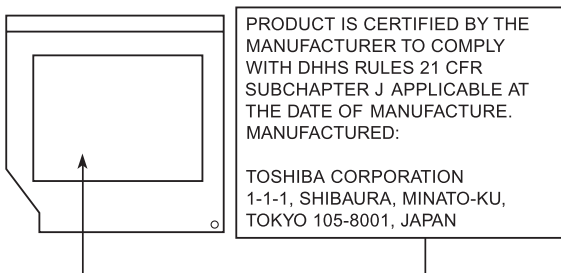 PRODUCT IS CERTIFIED BY THE
MANUFACTURER TO COMPLY
WITH DHHS RULES 21 CFR
SUBCHAPTER J APPLICABLE AT
THE DATE OF MANUFACTURE.
MANUFACTURED:
TOSHIBA CORPORATION
1-1-1, SHIBAURA, MINATO-KU,
TOKYO 105-8001, JAPAN